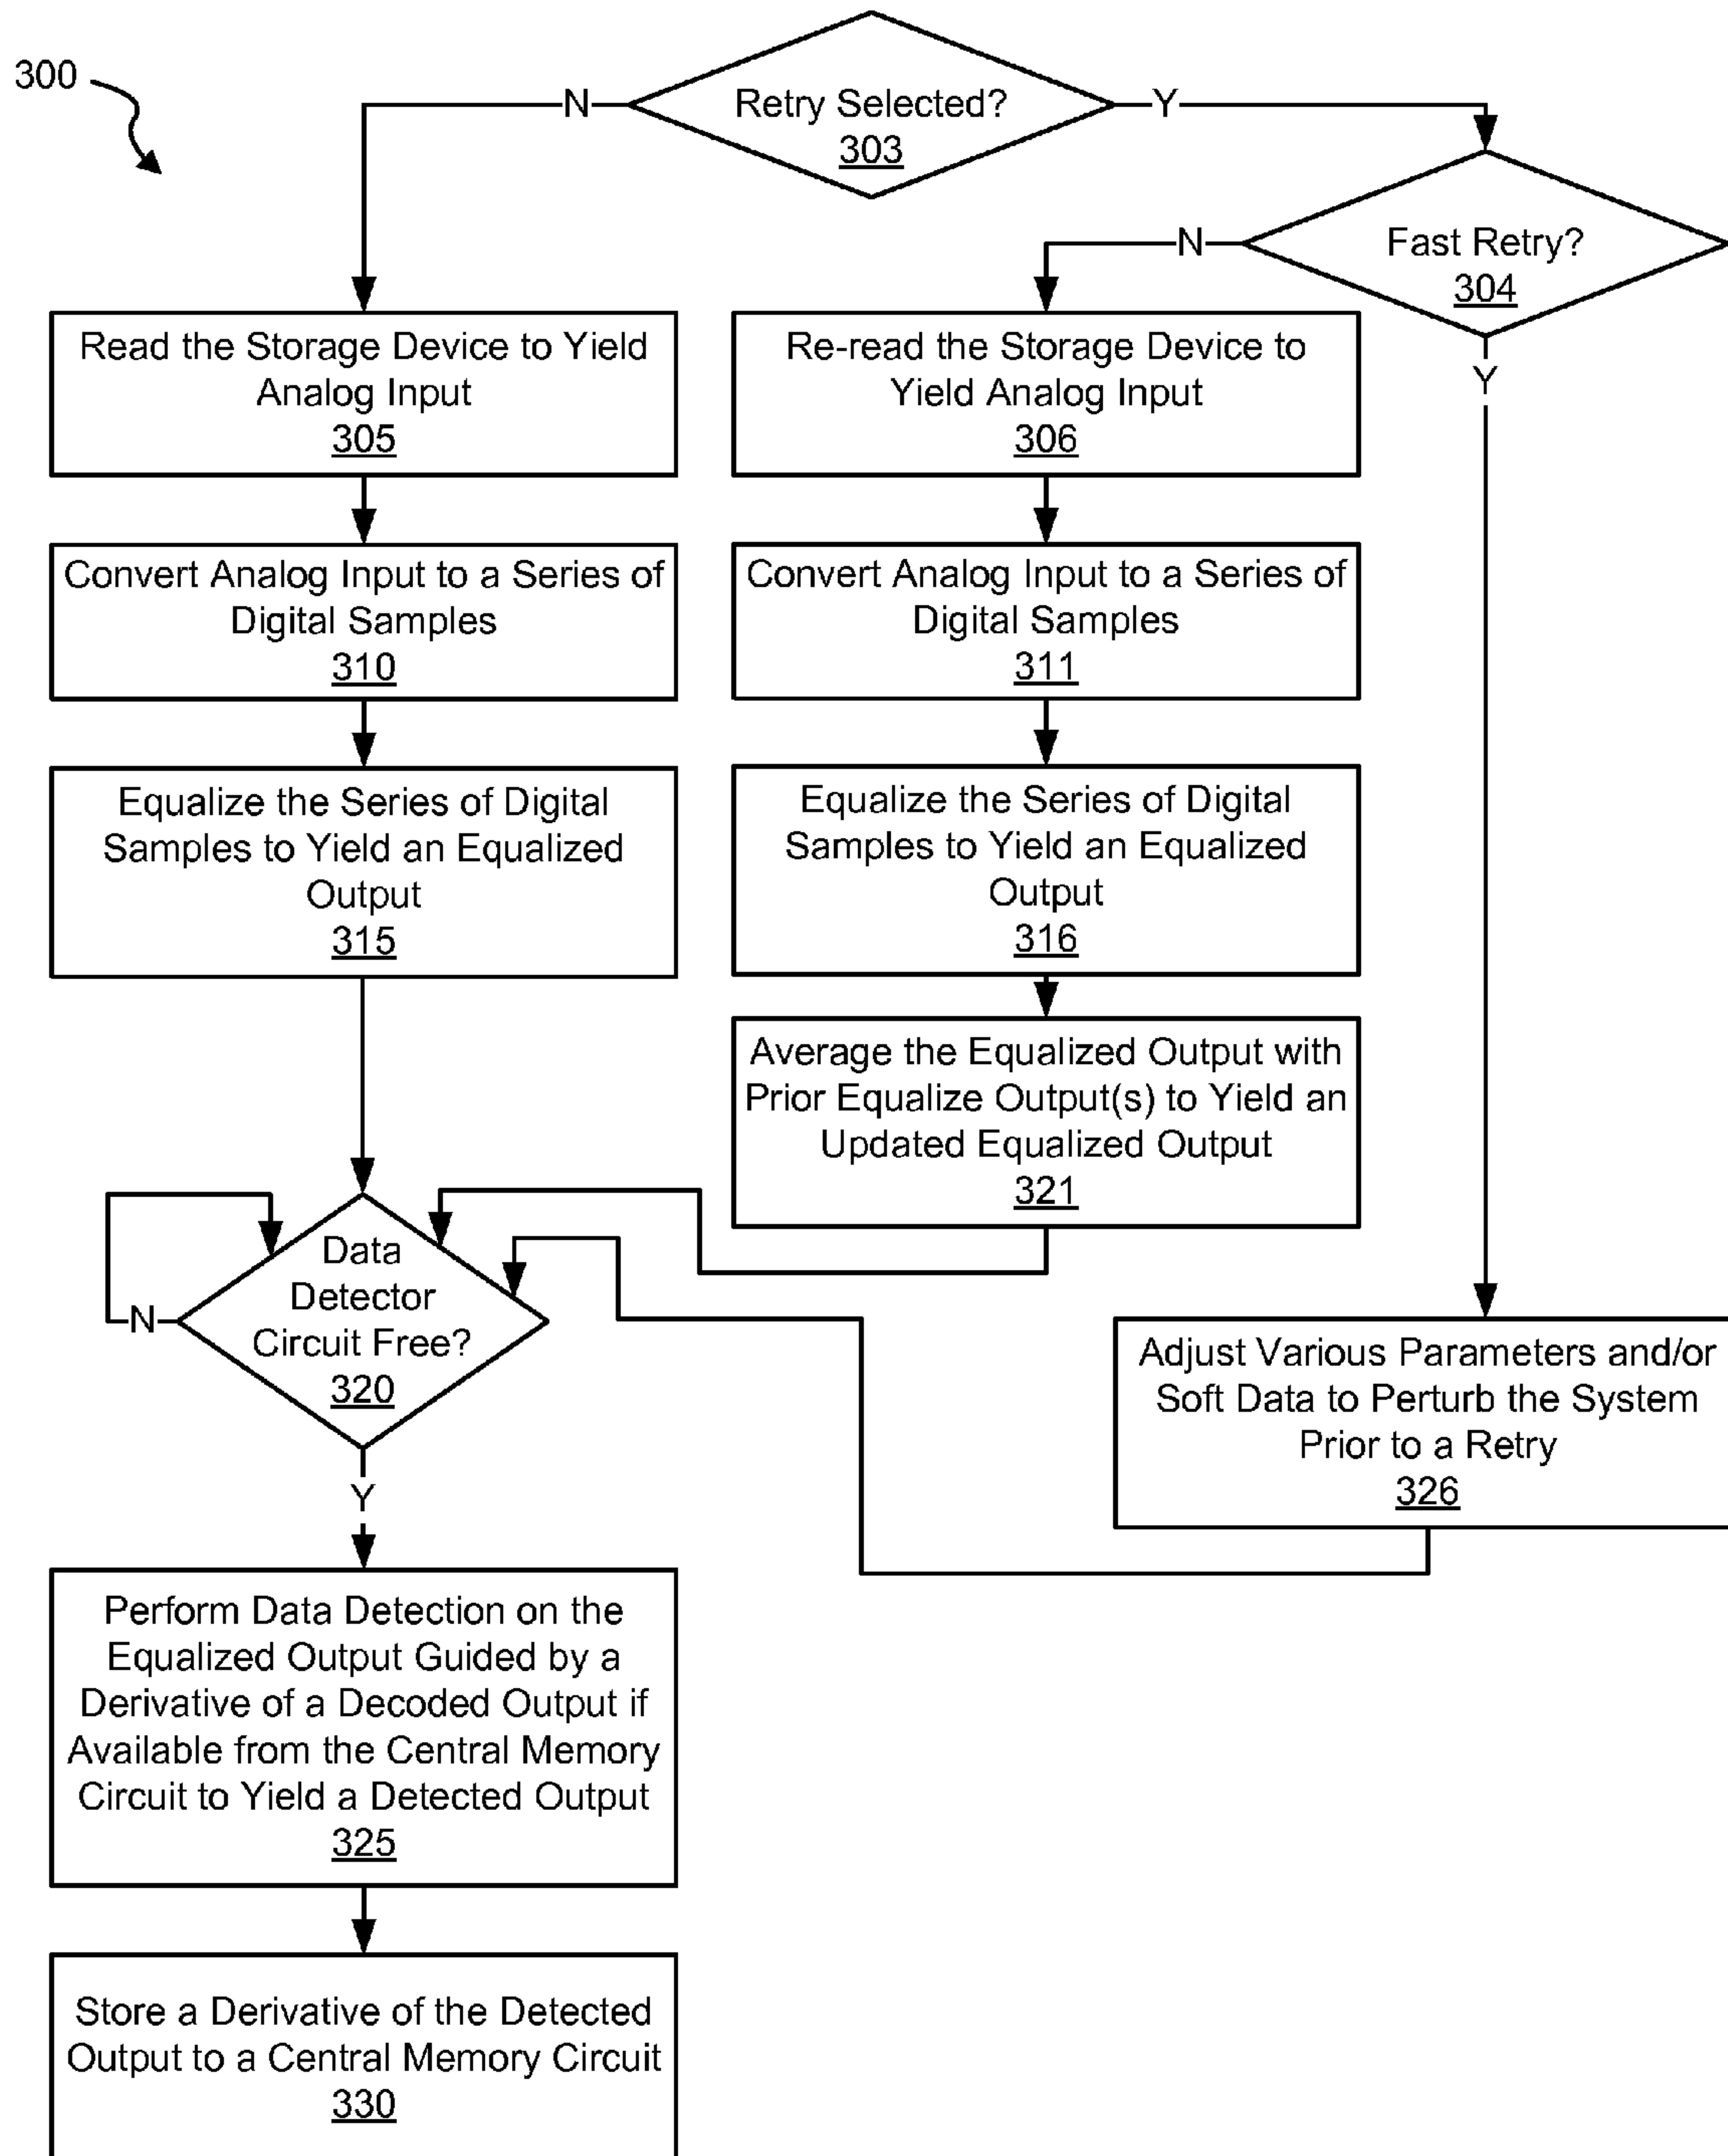 300
N
Retry Selected?
303
Y
N
Fast Retry?
304
Y
Read the Storage Device to Yield
Analog Input
305
Re-read the Storage Device to
Yield Analog Input
306
Convert Analog Input to a Series of
Digital Samples
310
Convert Analog Input to a Series of
Digital Samples
311
Equalize the Series of Digital
Samples to Yield an Equalized
Output
315
Equalize the Series of Digital
Samples to Yield an Equalized
Output
316
Average the Equalized Output with
Prior Equalize Output(s) to Yield an
Updated Equalized Output
321
Data
Detector
Circuit Free?
320
N
Y
Adjust Various Parameters and/or
Soft Data to Perturb the System
Prior to a Retry
326
Perform Data Detection on the
Equalized Output Guided by a
Derivative of a Decoded Output if
Available from the Central Memory
Circuit to Yield a Detected Output
325
Store a Derivative of the Detected
Output to a Central Memory Circuit
330